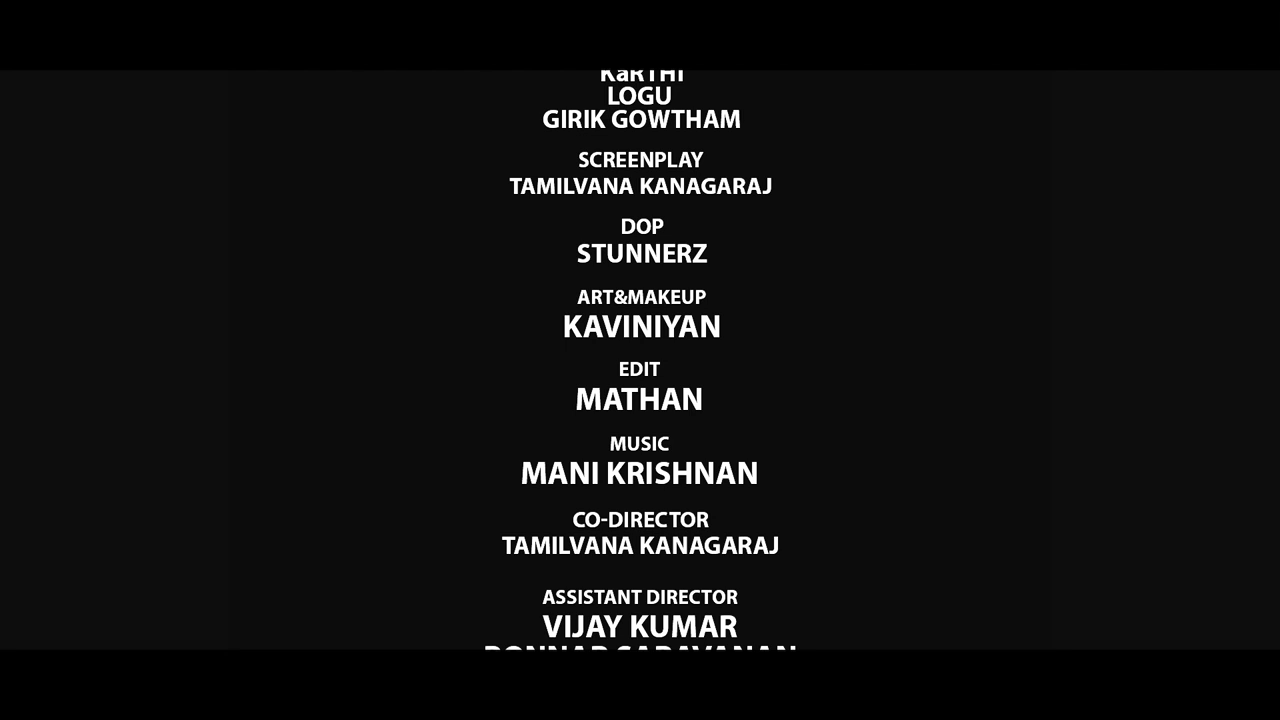 KaRTHI
LOGU
GIRIK GOWTHAM
SCREENPLAY
TAMILVANA KANAGARAJ
DOP
STUNNERZ
ART&MAKEUP
KAVINIYAN
EDIT
MATHAN
MUSIC
MANI KRISHNAN
CO-DIRECTOR
TAMILVANA KANAGARAJ
ASSISTANT DIRECTOR
VIJAY KUMAR